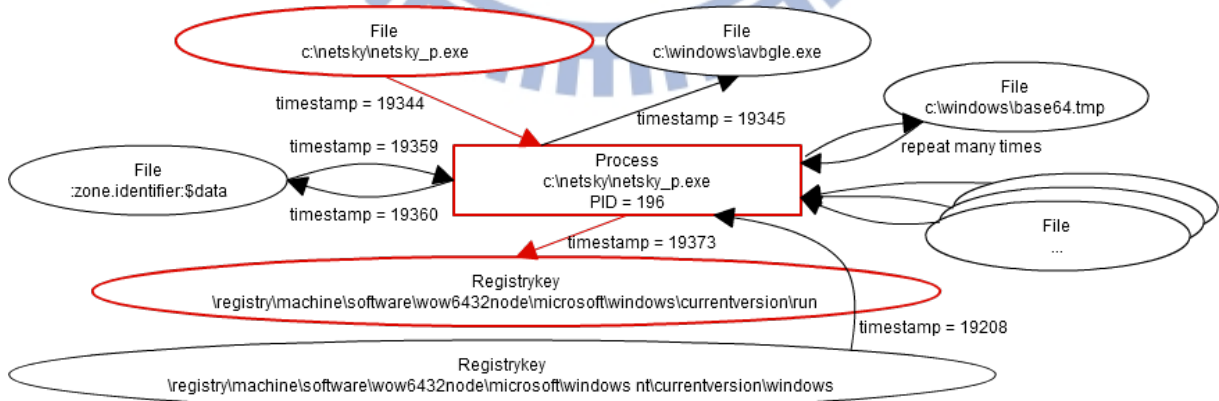 File
c:\netsky\netsky_p.exe
File
c:\windows\avbgle.exe
timestamp = 19344
timestamp = 19345
File
c:\windows\base64.tmp
repeat many times
timestamp = 19359
File
:zone.identifier:$data
timestamp = 19360
Process
c:\netsky\netsky_p.exe
PID = 196
File
...
timestamp = 19373
Registrykey
\registry\machine\software\wow6432node\microsoft\windows\currentversion\run
timestamp = 19208
Registrykey
\registry\machine\software\wow6432node\microsoft\windows nt\currentversion\windows